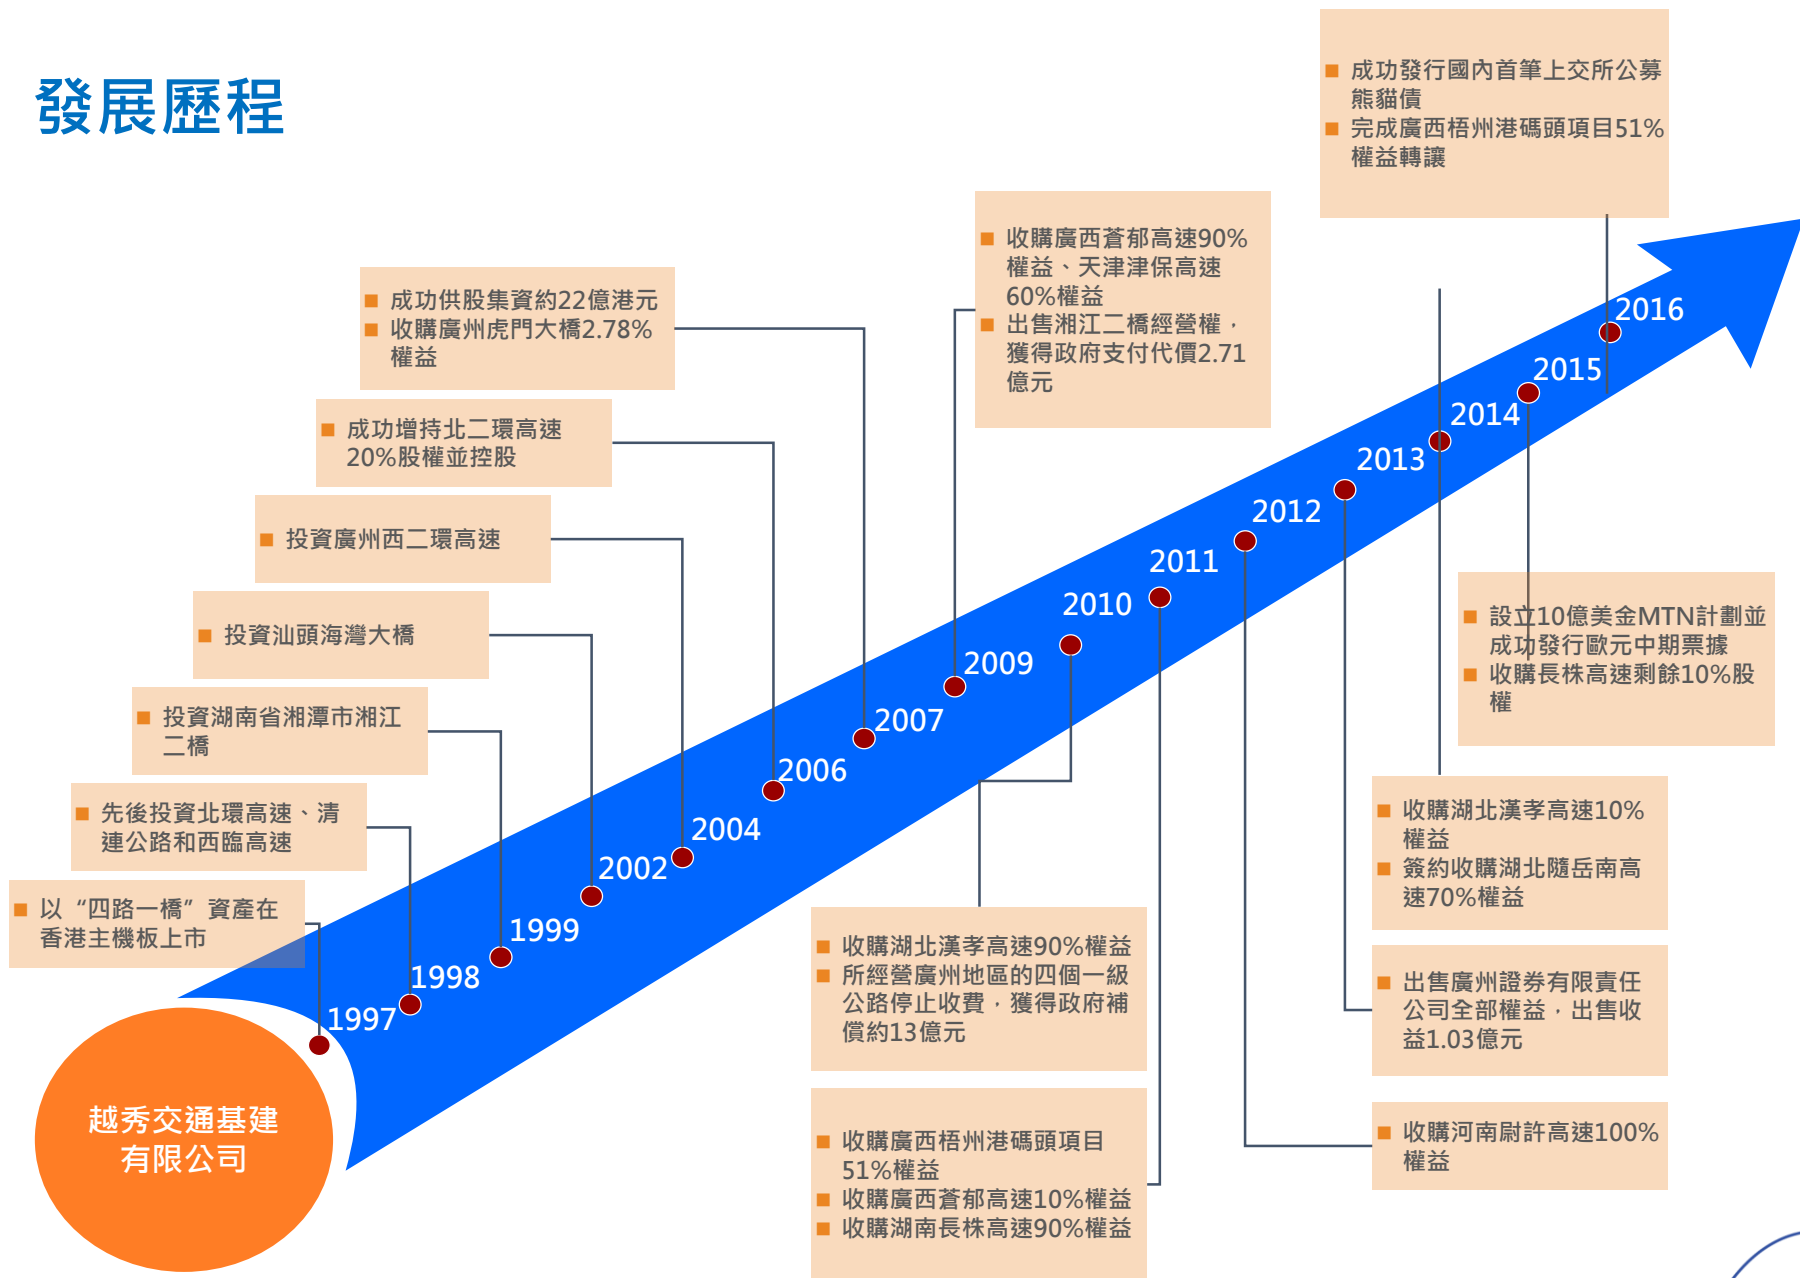 發展歷程
成功發行國內首筆上交所公募
熊貓債
完成廣西梧州港碼頭項目51%
權益轉讓
收購廣西蒼郁高速90%
權益、天津津保高速
60%權益
出售湘江二橋經營權，
獲得政府支付代價2.71
億元
成功供股集資約22億港元
收購廣州虎門大橋2.78%
權益
成功增持北二環高速
20%股權並控股
投資廣州西二環高速
投資汕頭海灣大橋
投資湖南省湘潭市湘江
二橋
先後投資北環高速、清
連公路和西臨高速
以“四路一橋”資產在
香港主機板上市
1997
1998
1999
2002
2004
2006
2007
2009
2010
2011
2012
2013
2014
2015
2016
設立10億美金MTN計劃並
成功發行歐元中期票據
收購長株高速剩餘10%股
權
收購湖北漢孝高速10%
權益
簽約收購湖北隨岳南高
速70%權益
出售廣州證券有限責任
公司全部權益，出售收
益1.03億元
收購河南尉許高速100%
權益
收購湖北漢孝高速90%權益
所經營廣州地區的四個一級
公路停止收費，獲得政府補
償約13億元
收購廣西梧州港碼頭項目
51%權益
收購廣西蒼郁高速10%權益
收購湖南長株高速90%權益
越秀交通基建
有限公司